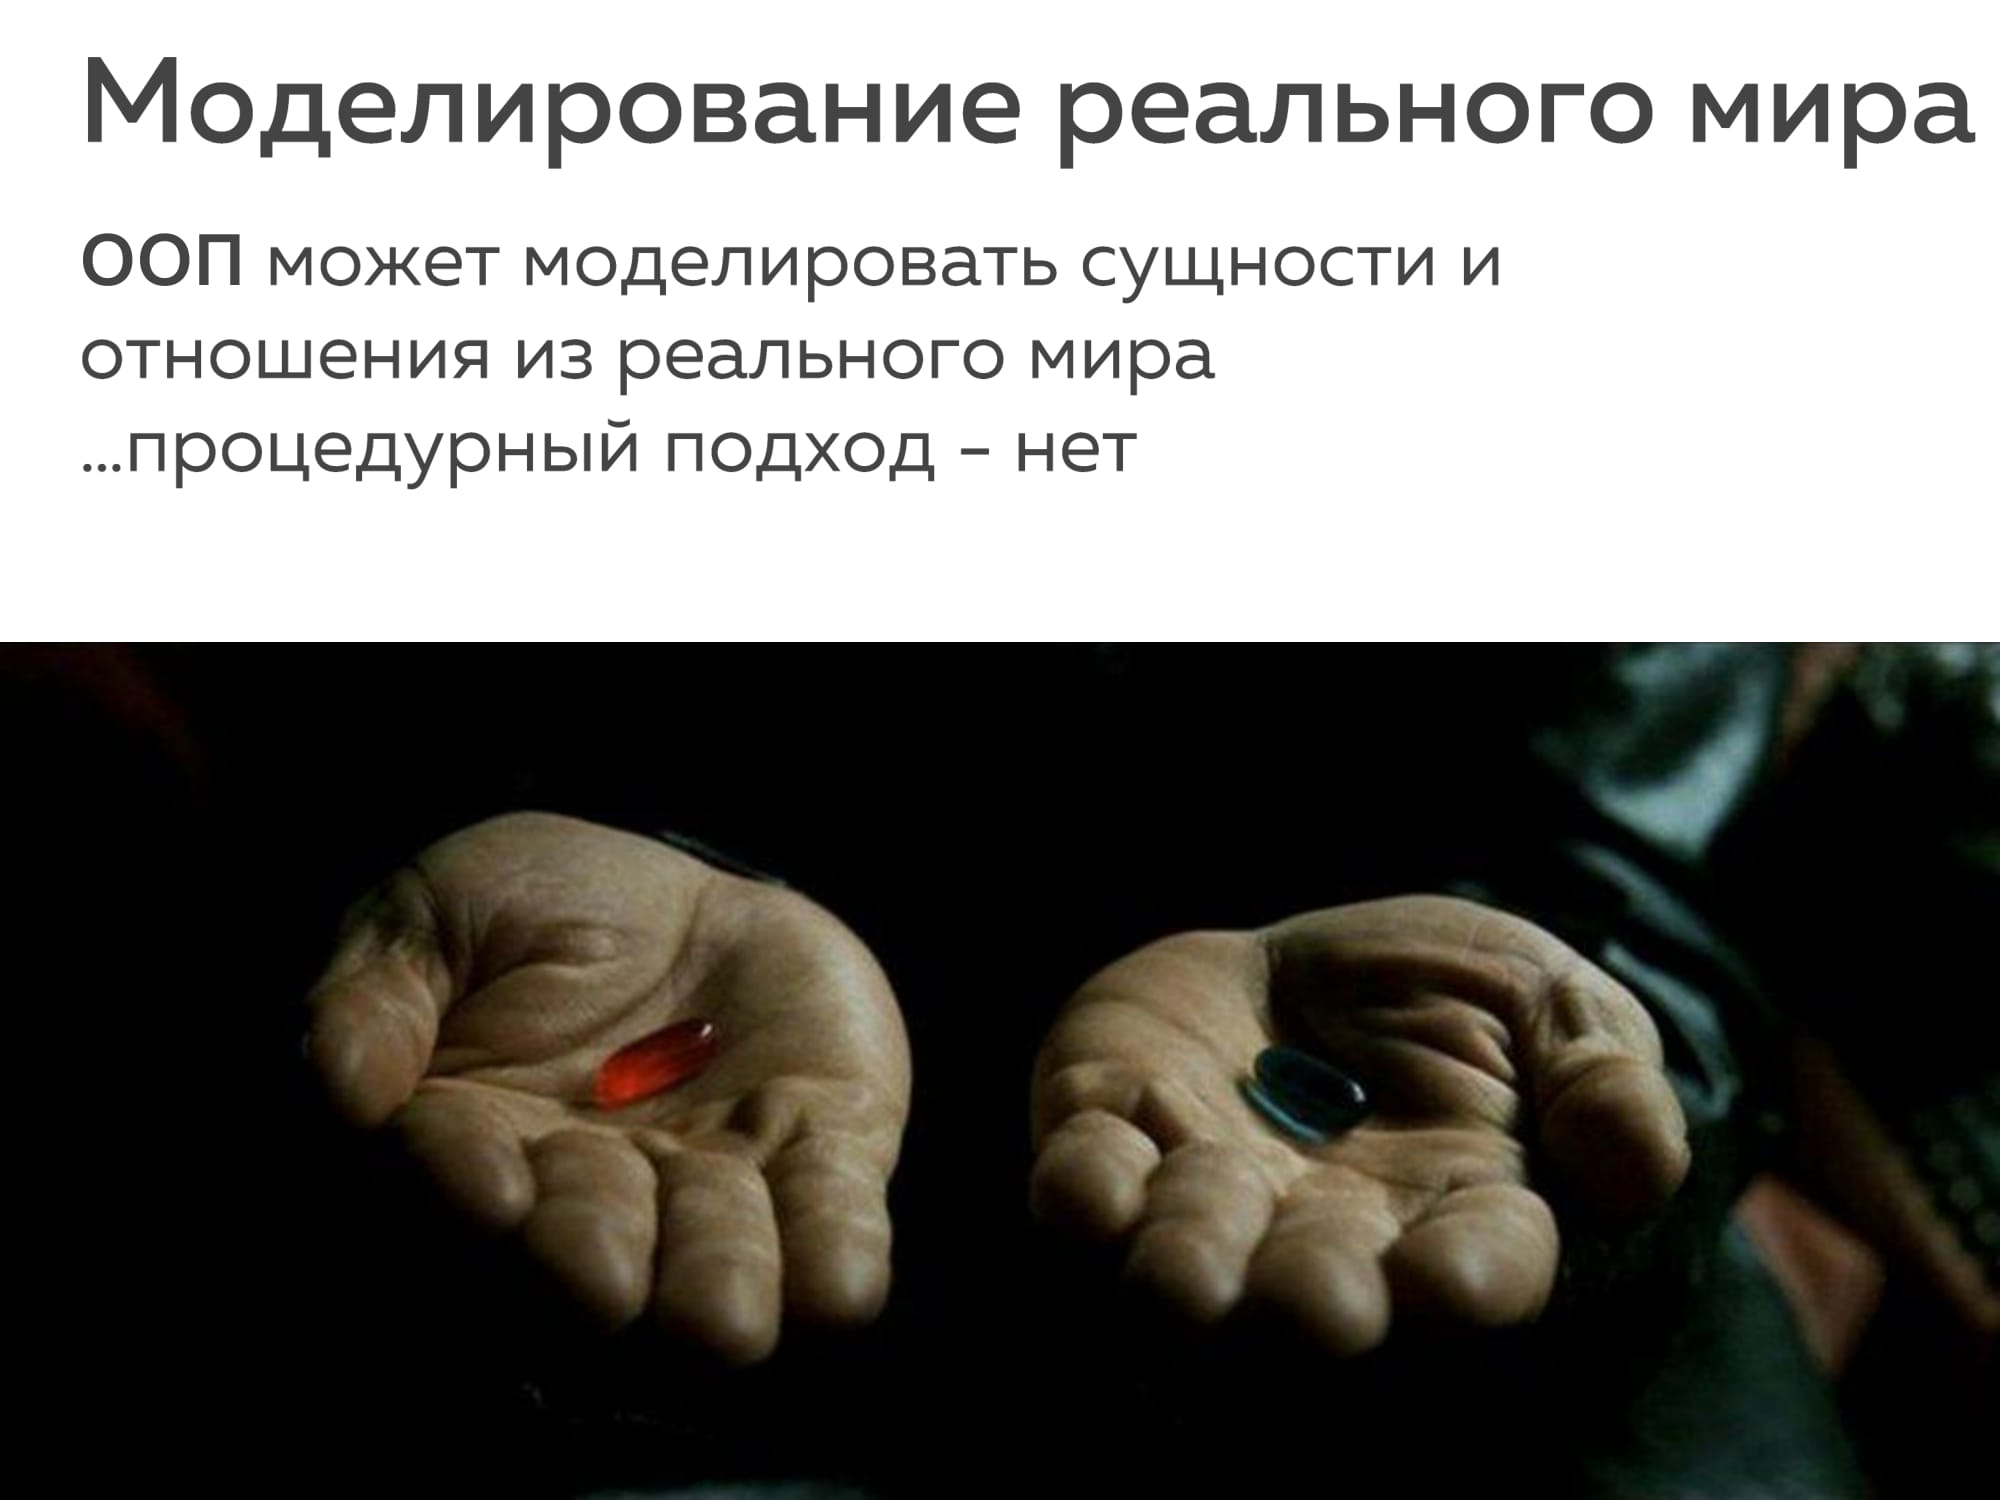 Моделирование реального мира
ООП может моделировать сущности и
отношения из реального мира
...процедурный подход - нет